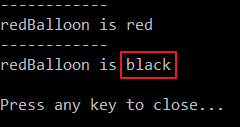 ------------
redBalloon is red
------------
redBalloon is black
Press any key to close...